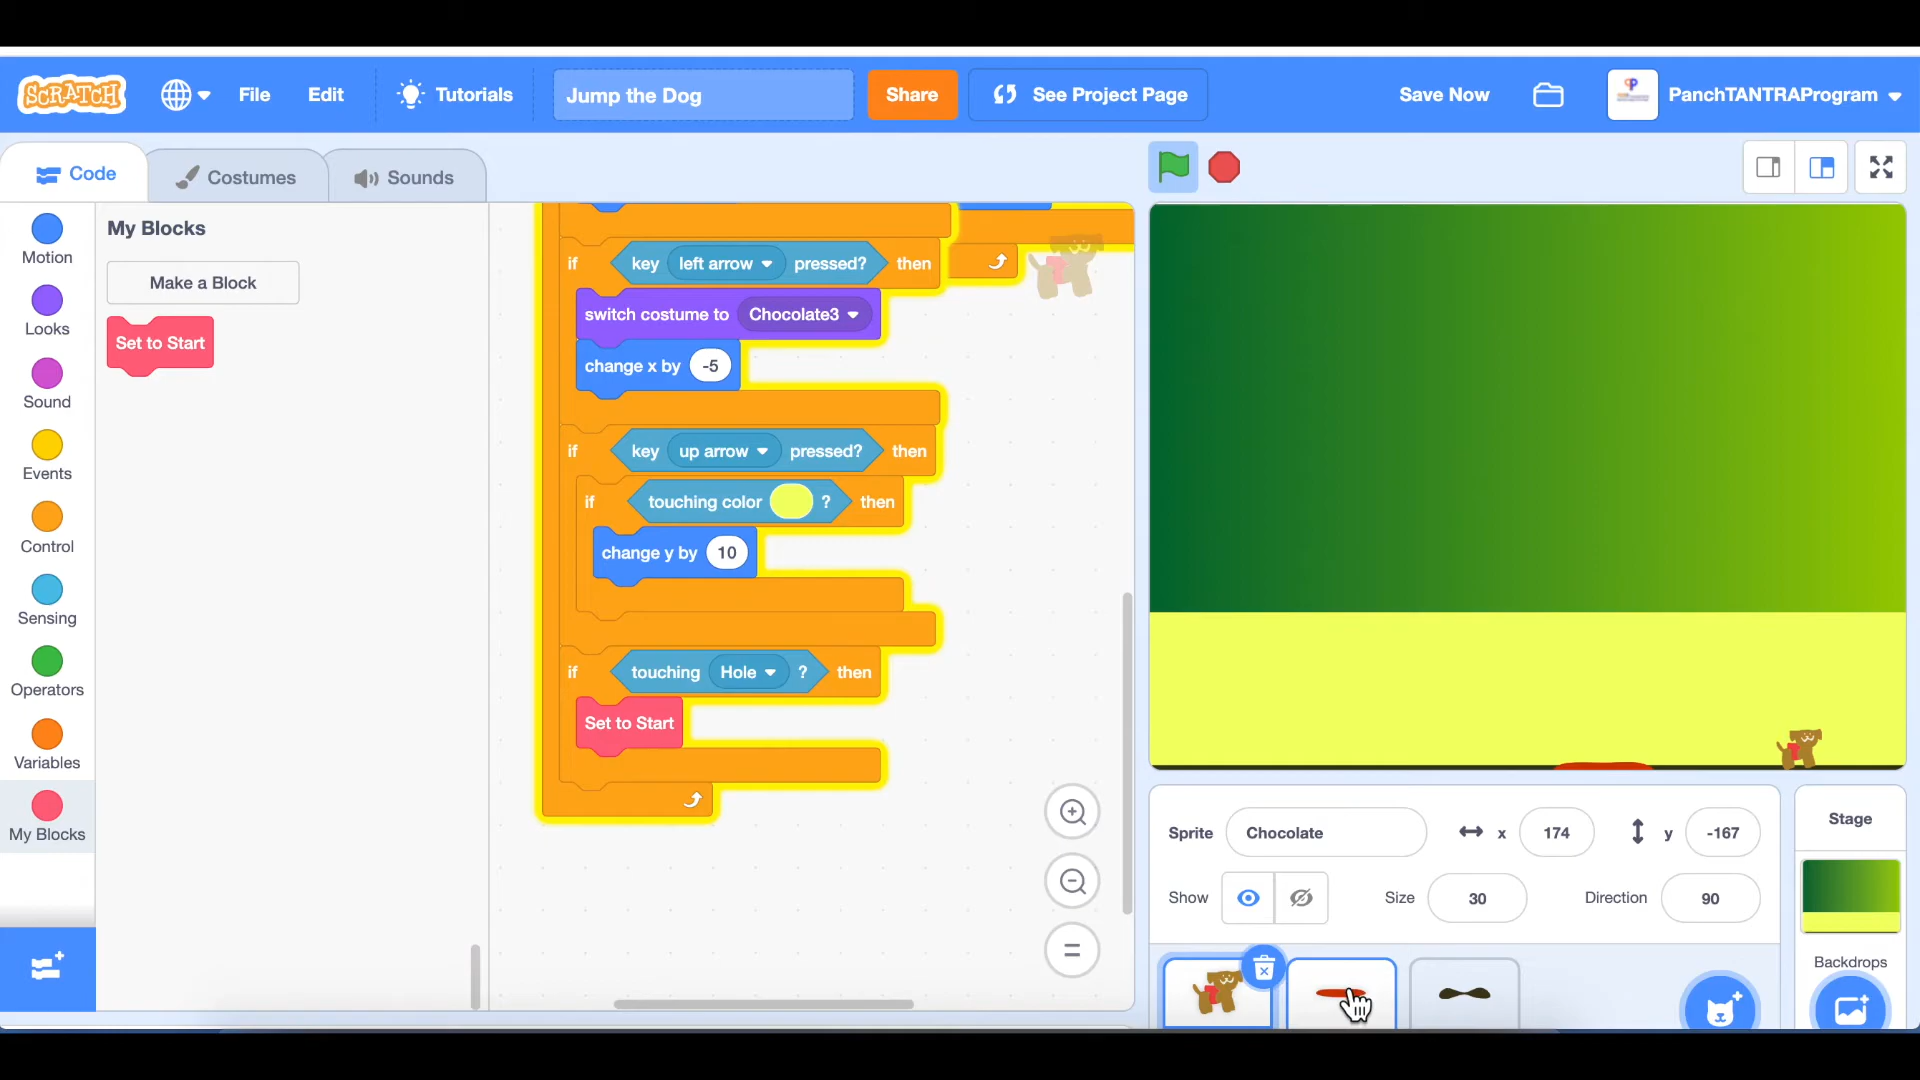 SCRATCH File Edit Tutorials Jump the Dog Share See Project Page Save Now PanchTANTRAProgram
Code Costumes Sounds
Motion
Looks
Sound
Events
Control
Sensing
Operators
Variables
My Blocks
My Blocks
Make a Block
Set to Start
if key left arrow pressed? then
switch costume to Chocolate3
change x by -5
if key up arrow pressed? then
if touching color ? then
change y by 10
if touching Hole ? then
Set to Start
Sprite Chocolate x 174 y -167
Show Size 30 Direction 90
Stage
Backdrops